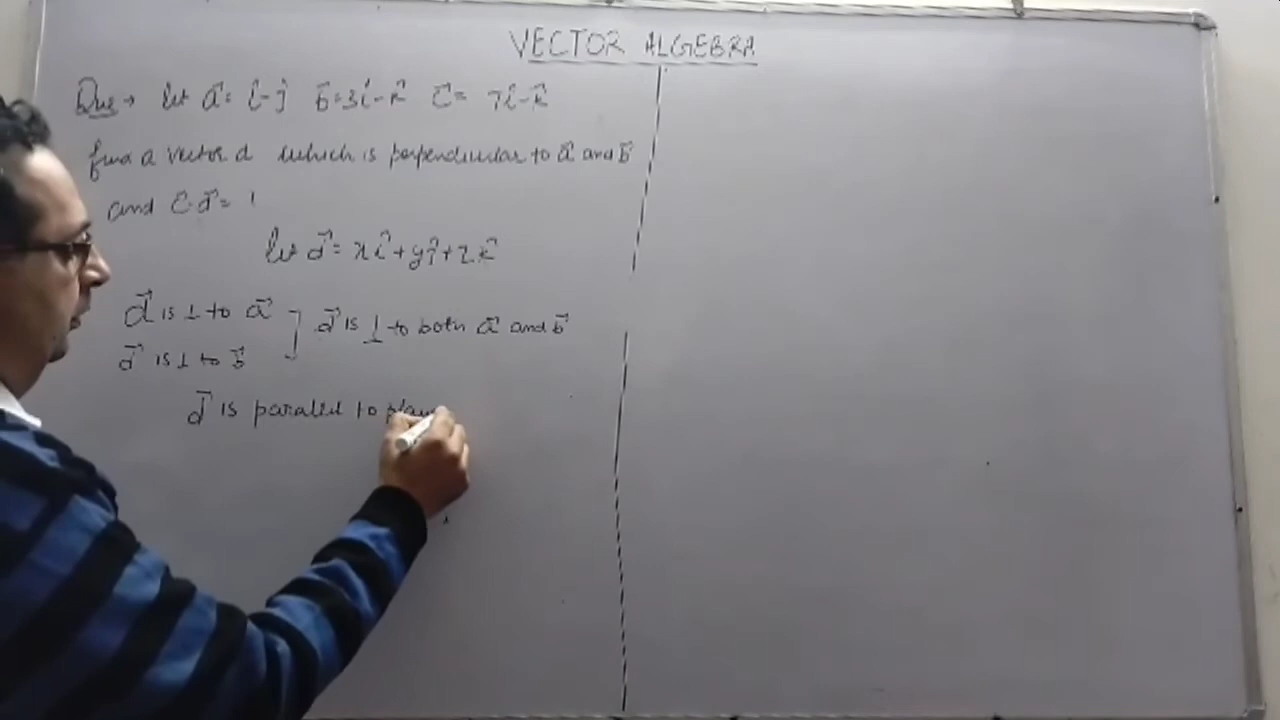 VECTOR ALGEBRA
Que → let a⃗ = î - ĵ b⃗ = 3î - k̂ c⃗ = 7î - k̂
find a vector d which is perpendicular to a⃗ and b⃗
and c⃗.d⃗ = 1
let d⃗ = xî + yĵ + zk̂
d⃗ is ⊥ to a⃗
d⃗ is ⊥ to b⃗
] d⃗ is ⊥ to both a⃗ and b⃗
d⃗ is parallel to plan